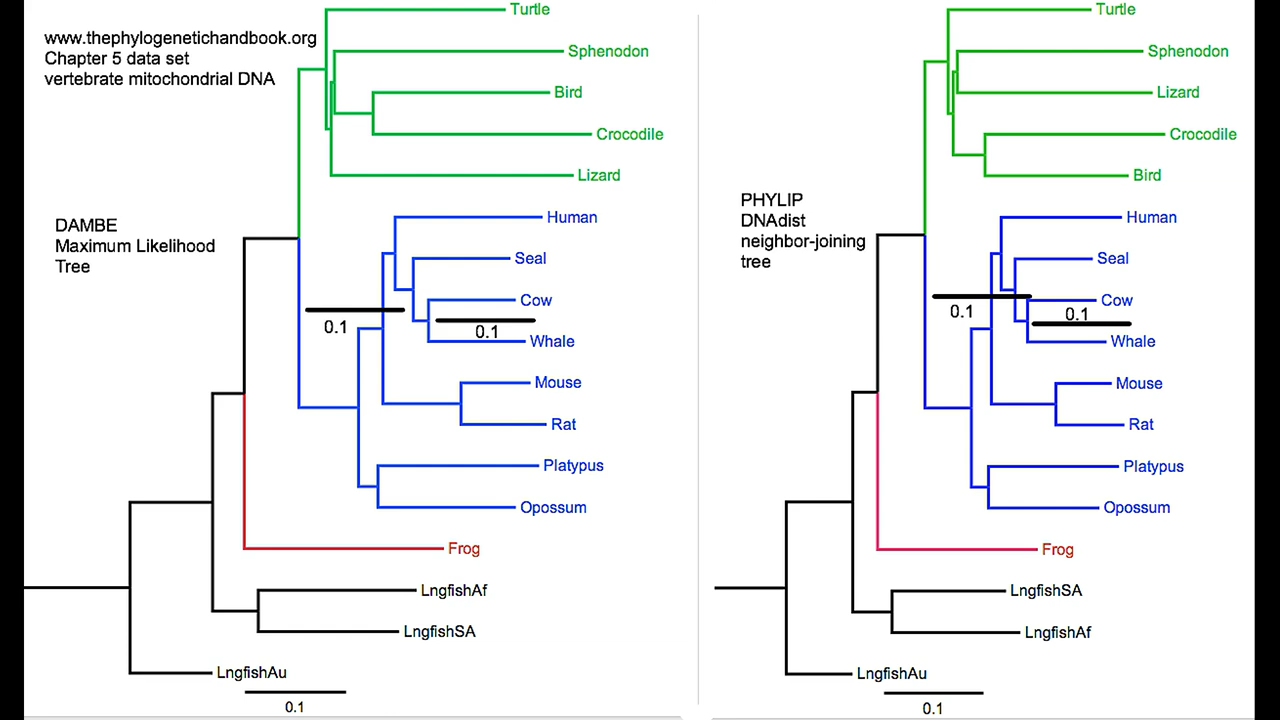 www.thephylogenetichandbook.org
Chapter 5 data set
vertebrate mitochondrial DNA
DAMBE
Maximum Likelihood
Tree
Turtle
Sphenodon
Bird
Crocodile
Lizard
Human
Seal
Cow
0.1
0.1
Whale
Mouse
Rat
Platypus
Opossum
Frog
LngfishAf
LngfishSA
LngfishAu
0.1
PHYLIP
DNAdist
neighbor-joining
tree
Turtle
Sphenodon
Lizard
Crocodile
Bird
Human
Seal
Cow
0.1
0.1
Whale
Mouse
Rat
Platypus
Opossum
Frog
LngfishSA
LngfishAf
LngfishAu
0.1